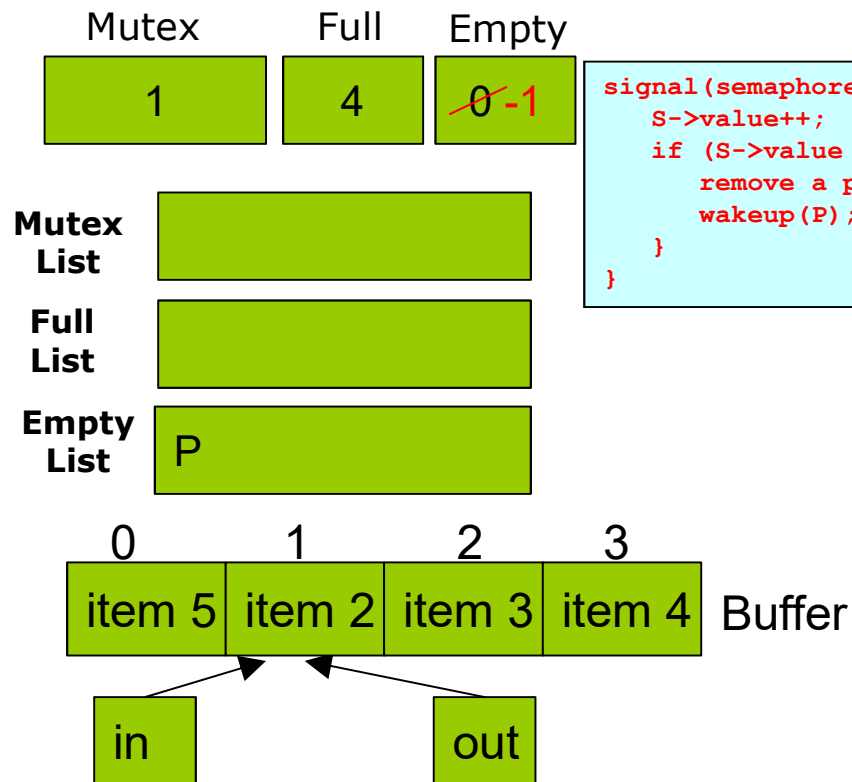 Mutex Full Empty
1 4 0 -1
signal(semaphore
S->value++;
if (S->value
remove a p
wakeup(P);
}
}
Mutex
List
Full
List
Empty
List
P
0 1 2 3
item 5 item 2 item 3 item 4 Buffer
in out